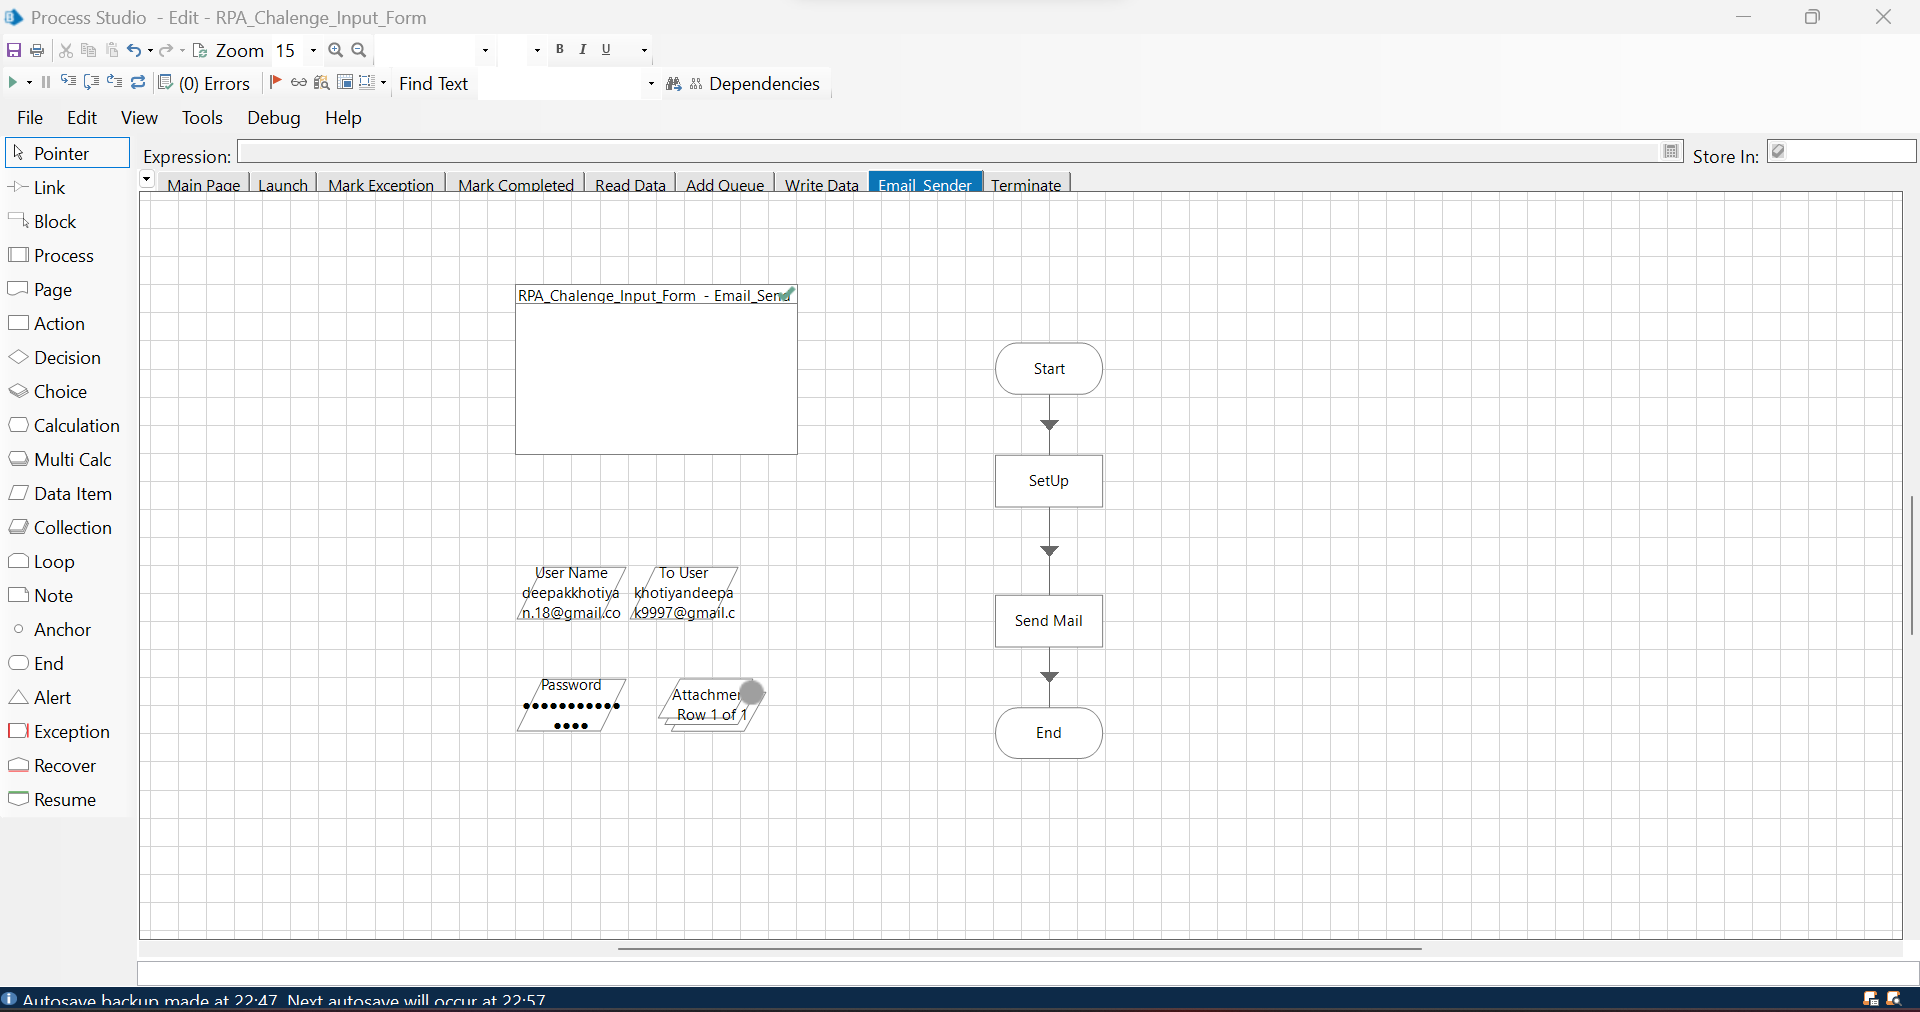 Process Studio - Edit - RPA_Chalenge_Input_Form
Zoom 15 B I U
(0) Errors Find Text Dependencies
File Edit View Tools Debug Help
Pointer
Expression: Store In:
Main Page Launch Mark Exception Mark Completed Read Data Add Queue Write Data Email_Sender Terminate
Link
Block
Process
Page
Action
Decision
Choice
Calculation
Multi Calc
Data Item
Collection
Loop
Note
Anchor
End
Alert
Exception
Recover
Resume
RPA_Chalenge_Input_Form - Email_Send
Start
SetUp
Send Mail
End
User Name
deepakkhotiya
n.18@gmail.co
To User
khotiyandeepa
k9997@gmail.c
Password
●●●●●●●●●●●
●●●●
Attachmen
Row 1 of 1
Autosave backup made at 22:47. Next autosave will occur at 22:57